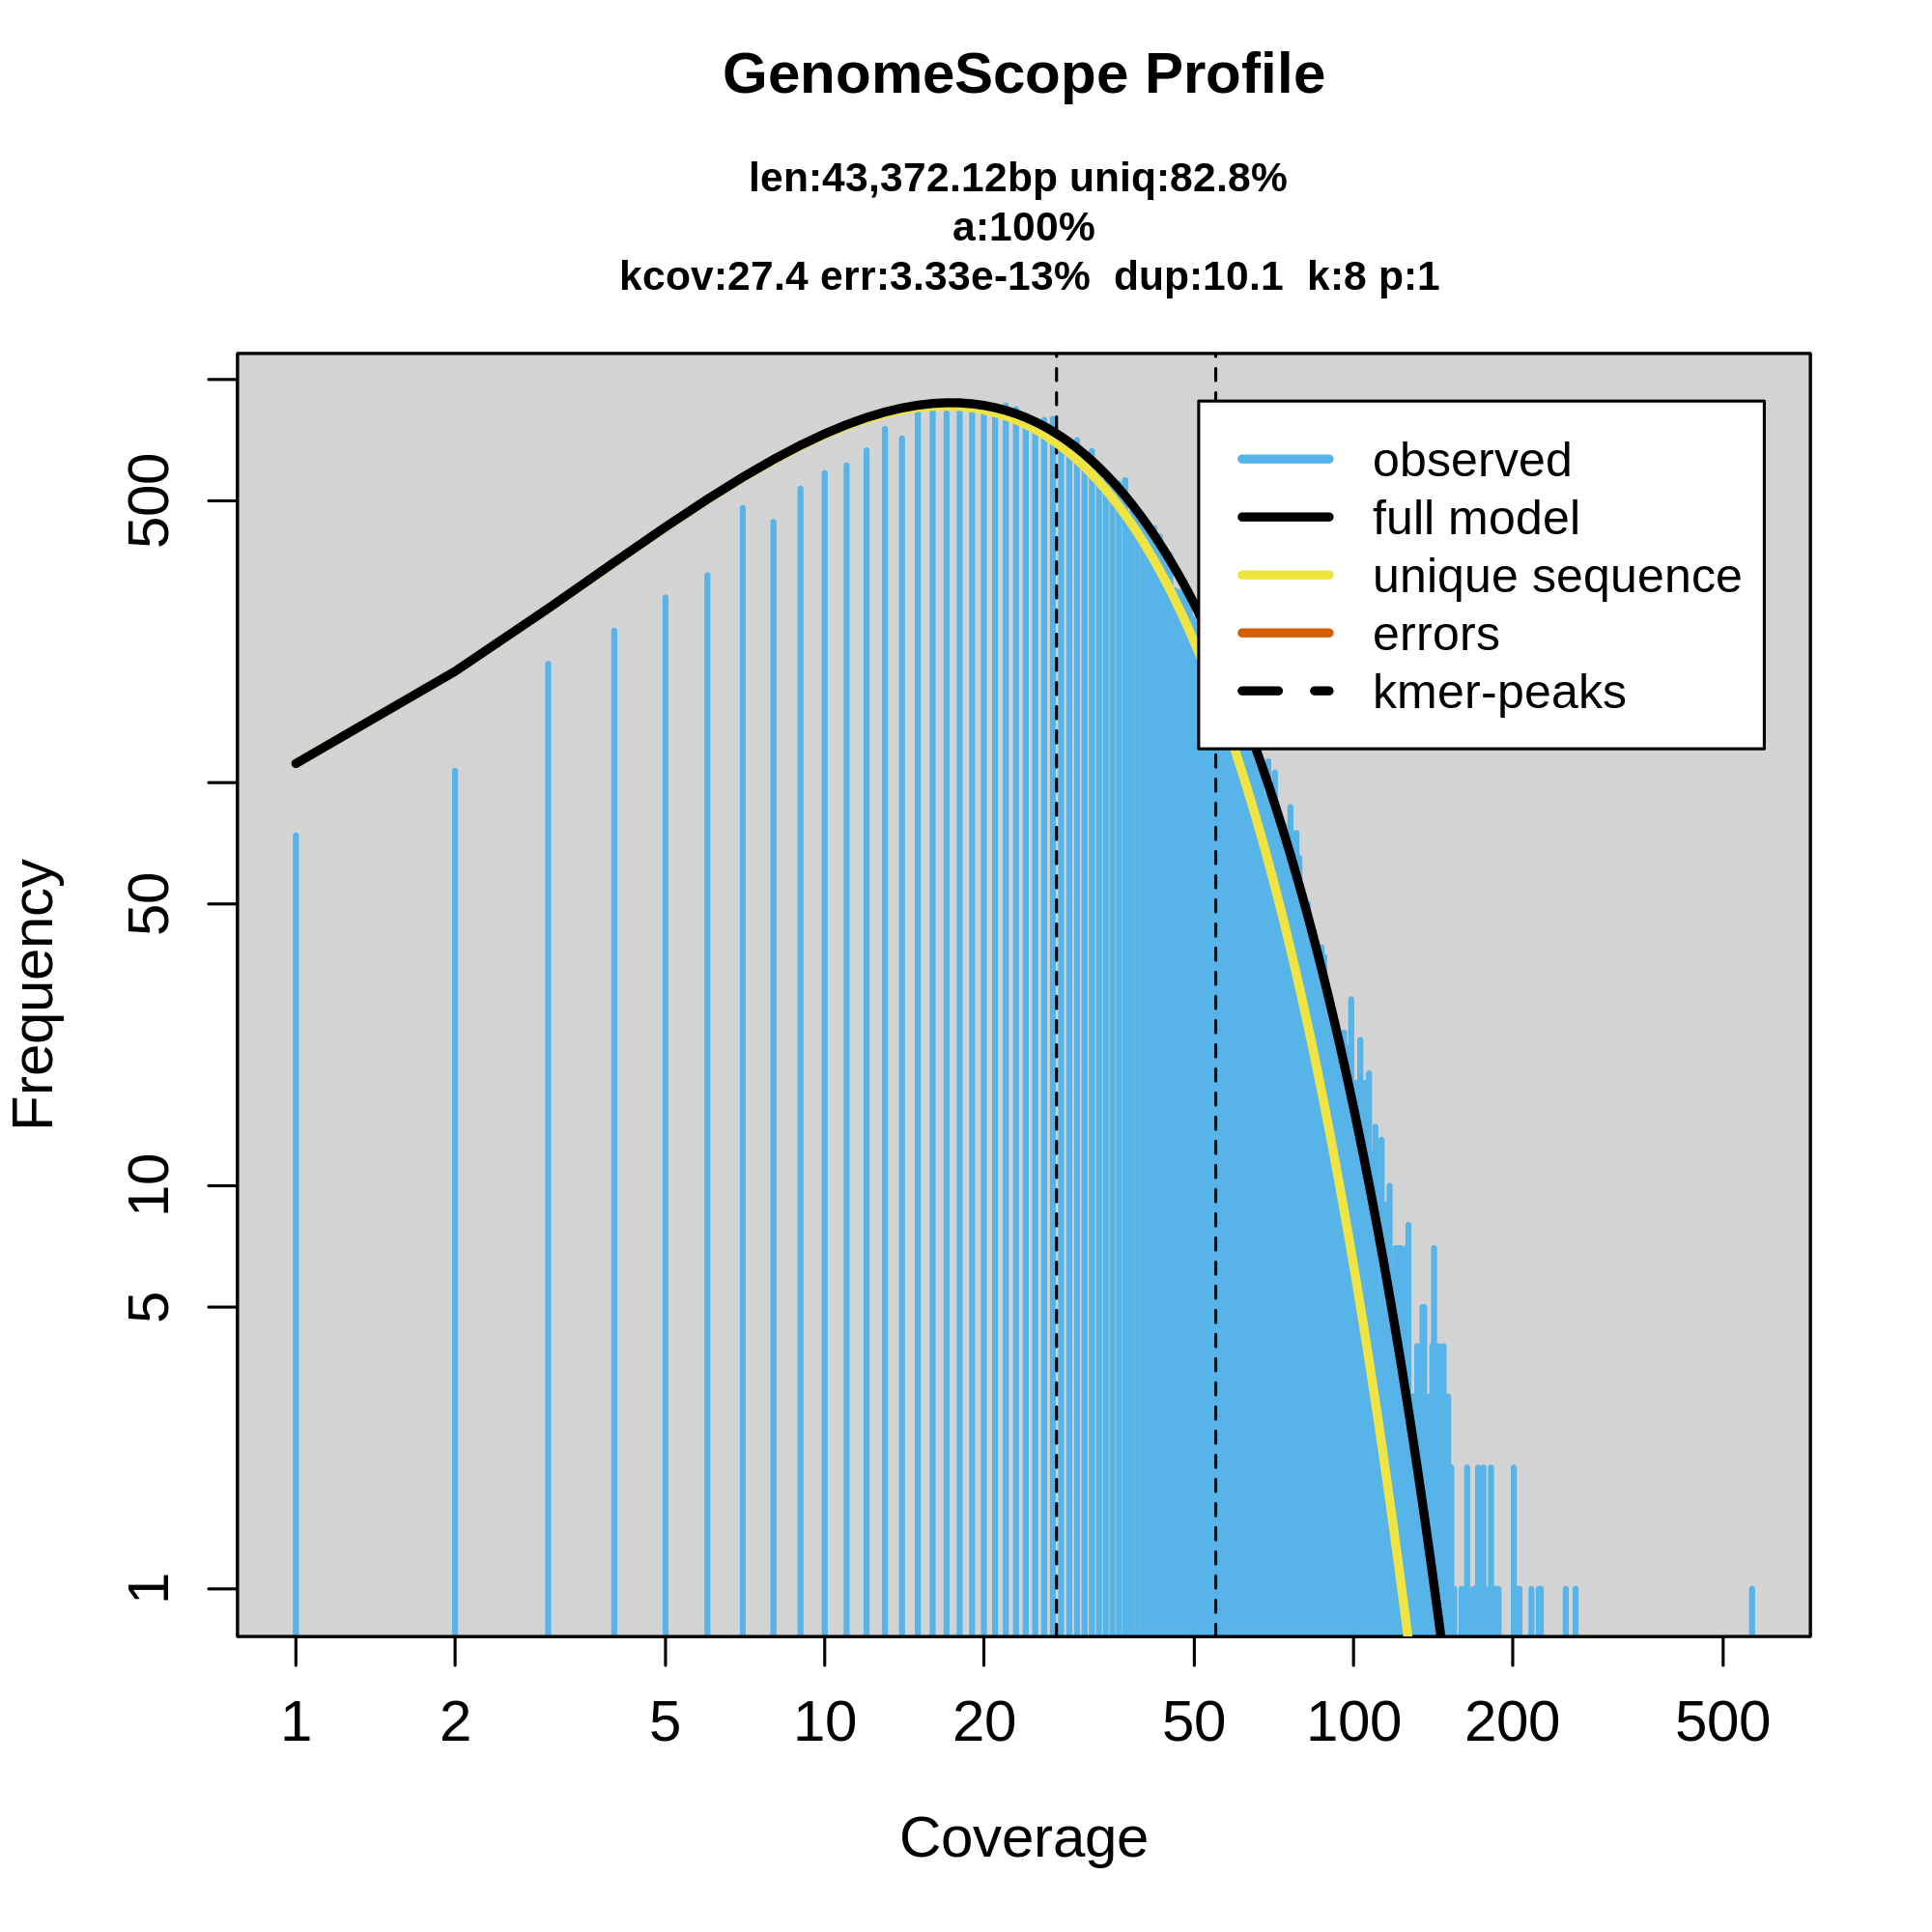 GenomeScope Profile
len:43,372.12bp uniq:82.8%
a:100%
kcov:27.4 err:3.33e-13%  dup:10.1  k:8 p:1
observed
full model
unique sequence
errors
kmer-peaks
Frequency
500
50
10
5
1
1 2 5 10 20 50 100 200 500
Coverage